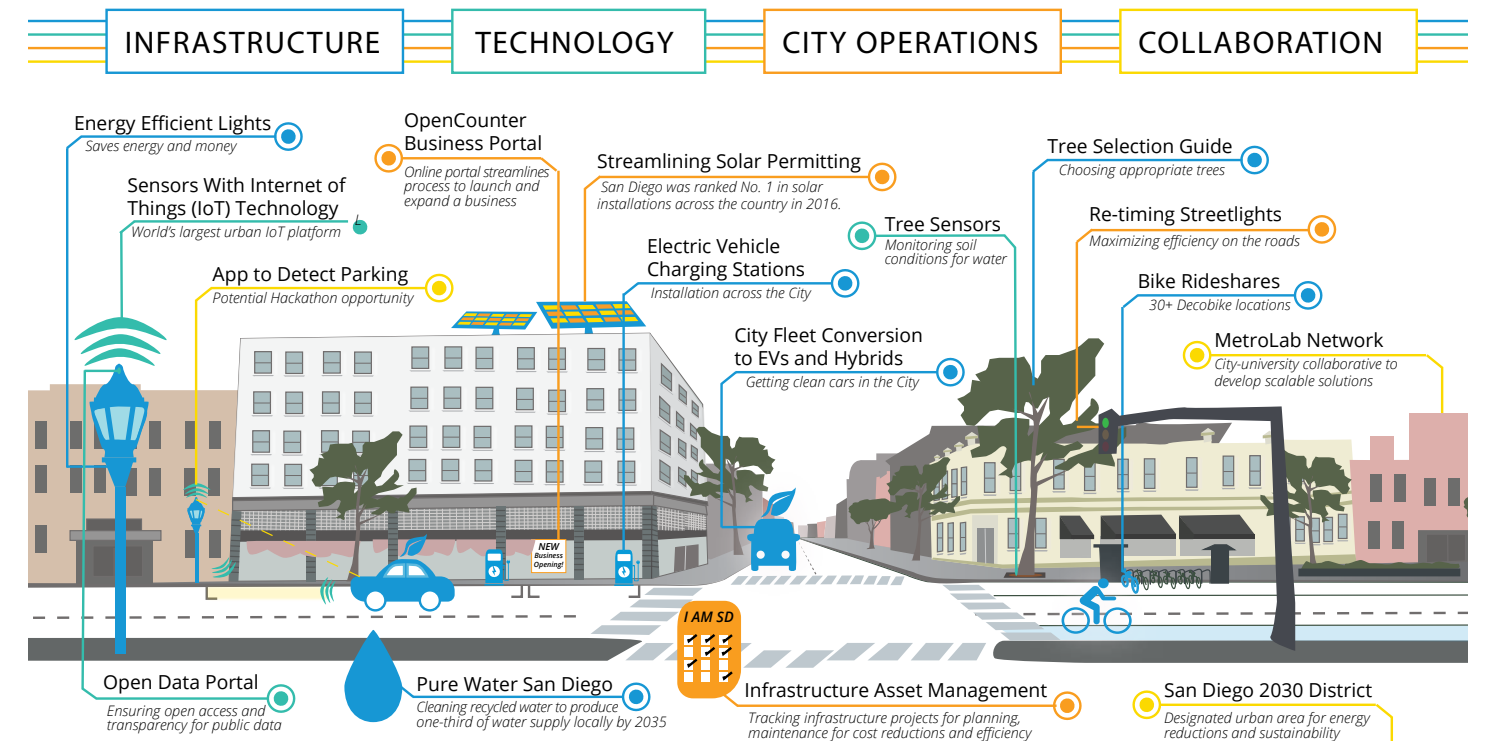 INFRASTRUCTURE
TECHNOLOGY
CITY OPERATIONS
COLLABORATION
Energy Efficient Lights
Saves energy and money
Sensors With Internet of
Things (IoT) Technology
World's largest urban IoT platform
App to Detect Parking
Potential Hackathon opportunity
OpenCounter
Business Portal
Online portal streamlines
process to launch and
expand a business
Streamlining Solar Permitting
San Diego was ranked No. 1 in solar
installations across the country in 2016.
Electric Vehicle
Charging Stations
Installation across the City
City Fleet Conversion
to EVs and Hybrids
Getting clean cars in the City
Tree Sensors
Monitoring soil
conditions for water
Tree Selection Guide
Choosing appropriate trees
Re-timing Streetlights
Maximizing efficiency on the roads
Bike Rideshares
30+ Decobike locations
MetroLab Network
City-university collaborative to
develop scalable solutions
NEW
Business
Opening!
I AM SD
Open Data Portal
Ensuring open access and
transparency for public data
Pure Water San Diego
Cleaning recycled water to produce
one-third of water supply locally by 2035
Infrastructure Asset Management
Tracking infrastructure projects for planning,
maintenance for cost reductions and efficiency
San Diego 2030 District
Designated urban area for energy
reductions and sustainability